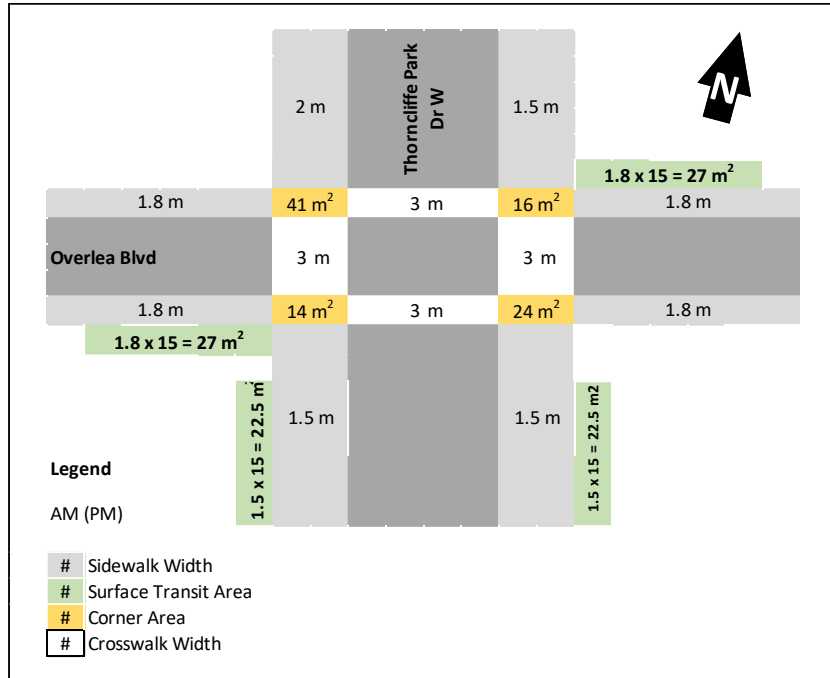 Thorncliffe Park
Dr W
N
2 m
1.5 m
1.8 x 15 = 27 m²
1.8 m
41 m²
3 m
16 m²
1.8 m
Overlea Blvd
3 m
3 m
1.8 m
14 m²
3 m
24 m²
1.8 m
1.8 x 15 = 27 m²
1.5 x 15 = 22.5 m²
1.5 m
1.5 m
1.5 x 15 = 22.5 m2
Legend
AM (PM)
# Sidewalk Width
# Surface Transit Area
# Corner Area
# Crosswalk Width